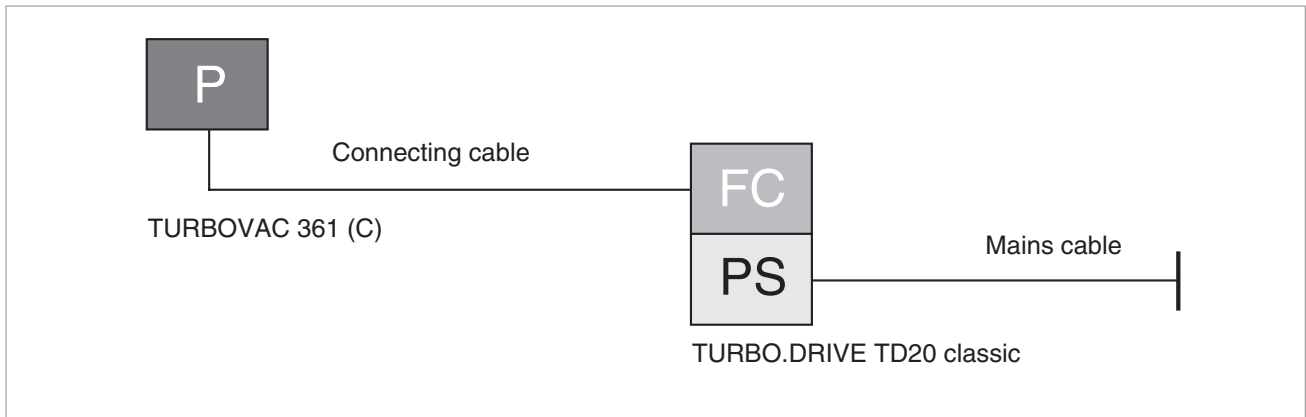 P
Connecting cable
FC
TURBOVAC 361 (C)
Mains cable
PS
TURBO.DRIVE TD20 classic